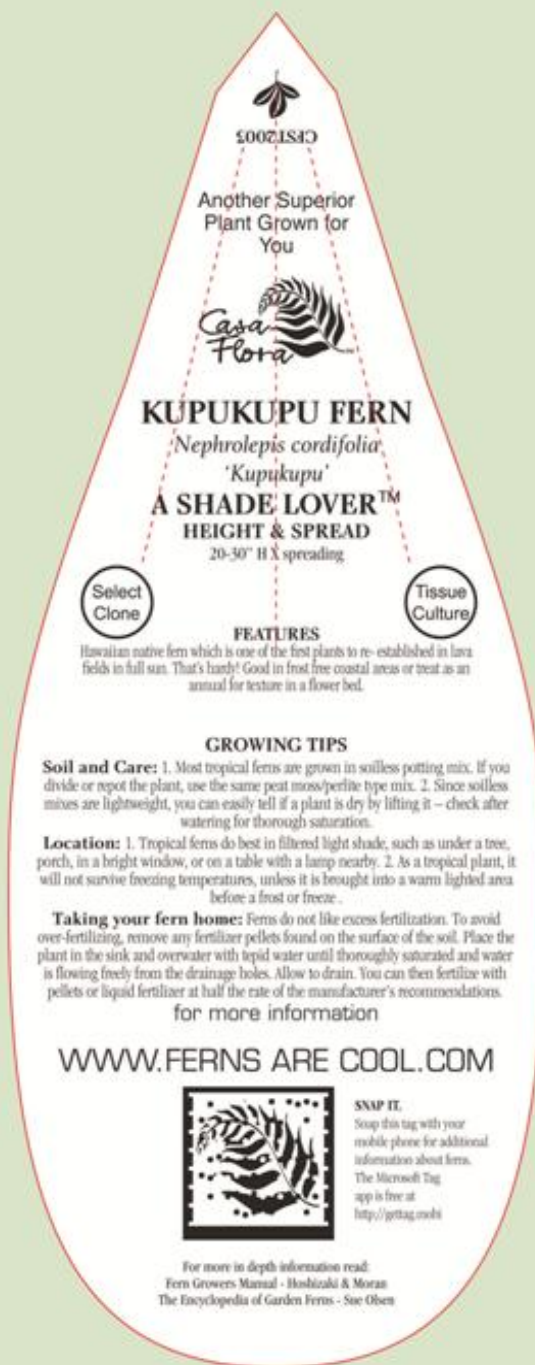 CFST2003
Another Superior
Plant Grown for
You
Casa
Flora
KUPUKUPU FERN
Nephrolepis cordifolia
'Kupukupu'
A SHADE LOVER™
HEIGHT & SPREAD
20-30" H X spreading
Select
Clone
Tissue
Culture
FEATURES
Hawaiian native fern which is one of the first plants to re- established in lava
fields in full sun. That's hardy! Good in frost free coastal areas or treat as an
annual for texture in a flower bed.
GROWING TIPS
Soil and Care: 1. Most tropical ferns are grown in soilless potting mix. If you
divide or repot the plant, use the same peat moss/perlite type mix. 2. Since soilless
mixes are lightweight, you can easily tell if a plant is dry by lifting it – check after
watering for thorough saturation.
Location: 1. Tropical ferns do best in filtered light shade, such as under a tree,
porch, in a bright window, or on a table with a lamp nearby. 2. As a tropical plant, it
will not survive freezing temperatures, unless it is brought into a warm lighted area
before a frost or freeze .
Taking your fern home: Ferns do not like excess fertilization. To avoid
over-fertilizing, remove any fertilizer pellets found on the surface of the soil. Place the
plant in the sink and overwater with tepid water until thoroughly saturated and water
is flowing freely from the drainage holes. Allow to drain. You can then fertilize with
pellets or liquid fertilizer at half the rate of the manufacturer's recommendations.
for more information
WWW.FERNS ARE COOL.COM
SNAP IT.
Snap this tag with your
mobile phone for additional
information about ferns.
The Microsoft Tag
app is free at
http://gettag.mobi
For more in depth information read:
Fern Growers Manual - Hoshizaki & Moran
The Encyclopedia of Garden Ferns - Sue Olsen